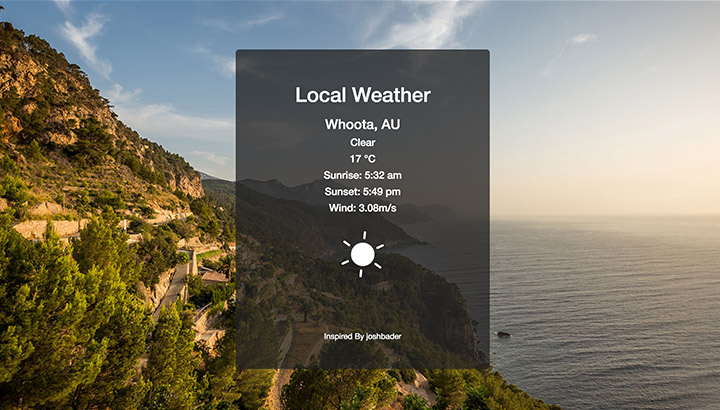 Local Weather
Whoota, AU
Clear
17 °C
Sunrise: 5:32 am
Sunset: 5:49 pm
Wind: 3.08m/s
Inspired By joshbader